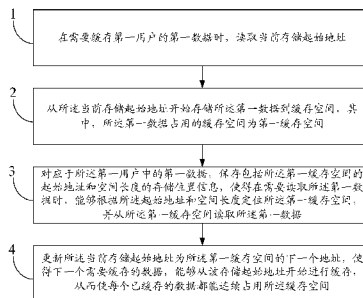 1
在需要缓存第一用户的第一数据时，读取当前存储起始地址
2
从所述当前存储起始地址开始存储所述第一数据到缓存空间，其
中，所述第一数据占用的缓存空间为第一缓存空间
3
对应于所述第一用户中的第一数据，保存包括所述第一缓存空间的
起始地址和空间长度的存储位置信息，使得在需要读取所述第一数
据时，能够根据所述起始地址和空间长度定位所述第一缓存空间，
并从所述第一缓存空间读取所述第一数据
4
更新所述当前存储起始地址为所述第一缓存空间的下一个地址，使
得下一个需要缓存的数据，能够从该存储起始地址开始进行缓存，
从而使每个已缓存的数据都能连续占用所述缓存空间